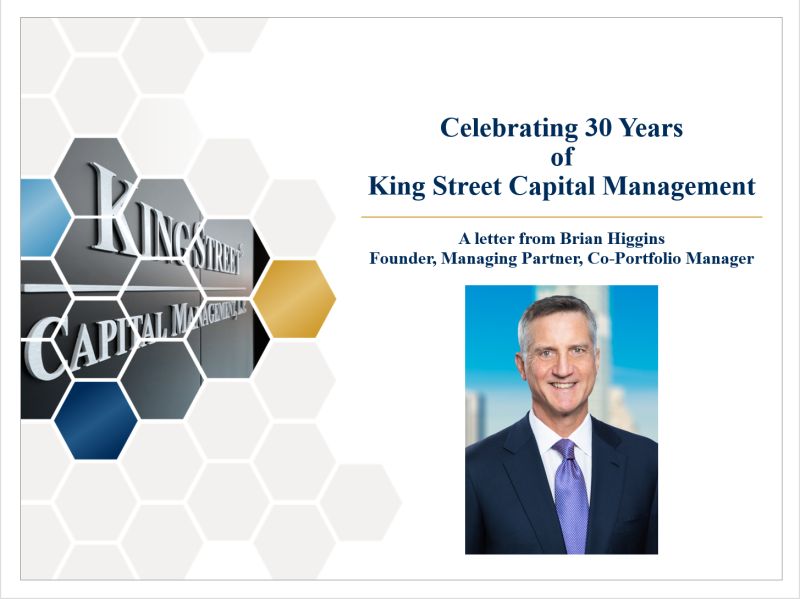 Celebrating 30 Years
of
King Street Capital Management
A letter from Brian Higgins
Founder, Managing Partner, Co-Portfolio Manager
KING STREET
CAPITAL MANAGEMENT, L.P.